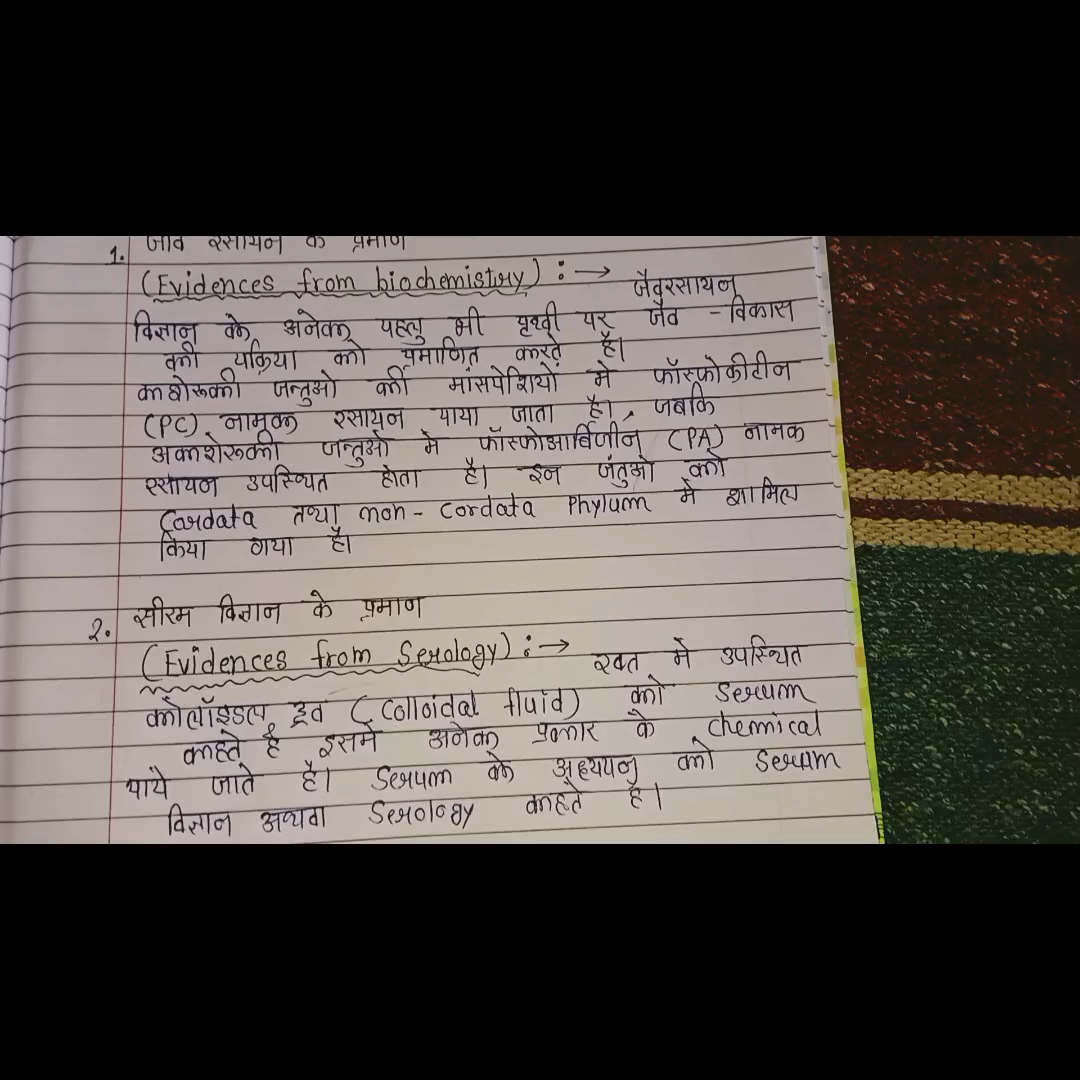 1. जीव रसायन के प्रमाण
(Evidences from biochemistry) :→ जैवरसायन
विज्ञान के अनेक पहलु भी पृथ्वी पर जैव - विकास
की प्रक्रिया को प्रमाणित करते है।
कशेरूकी जन्तुओ की मांसपेशियों मे फॉस्फोकीटीन
(PC) नामक रसायन पाया जाता है। जबकि
अकशेरूकी जन्तुओ मे फॉस्फोआर्बिर्णीन (PA) नामक
रसायन उपस्थित होता है। इन जंतुओ को
Cordata तथा non - Cordata Phylum मे शामिल
किया गया है।
2. सीरम विज्ञान के प्रमाण
(Evidences from Serology) :→ रक्त मे उपस्थित
कोलॉइडल द्रव (Colloidal fluid) को Serum
कहते है इसमे अनेक प्रकार के chemical
पाये जाते है। Serum के अध्ययन को Serum
विज्ञान अथवा Serology कहते है।